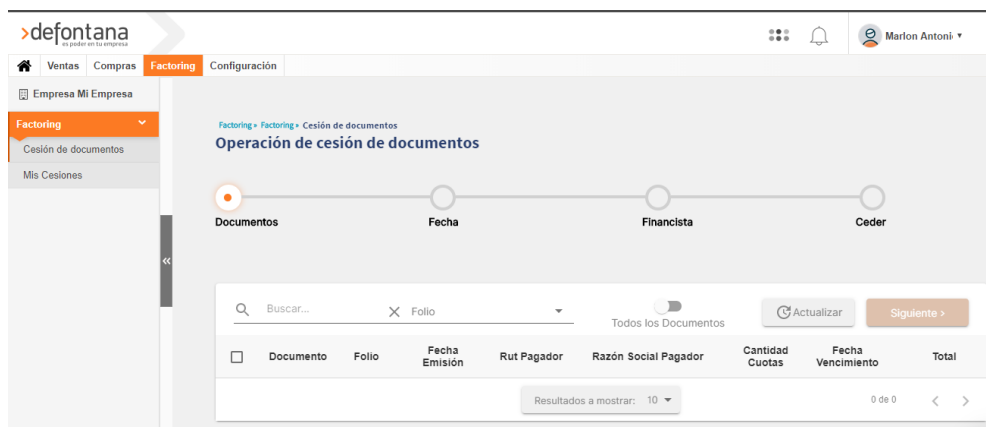 >defontana
es poder en tu empresa
Marlon Antoni
Ventas Compras Factoring Configuración
Empresa Mi Empresa
Factoring
Cesión de documentos
Mis Cesiones
Factoring» Factoring» Cesión de documentos
Operación de cesión de documentos
Documentos Fecha Financista Ceder
«
Buscar... Folio Todos los Documentos Actualizar Siguiente >
Documento Folio Fecha Emisión Rut Pagador Razón Social Pagador Cantidad Cuotas Fecha Vencimiento Total
Resultados a mostrar: 10 0 de 0 < >